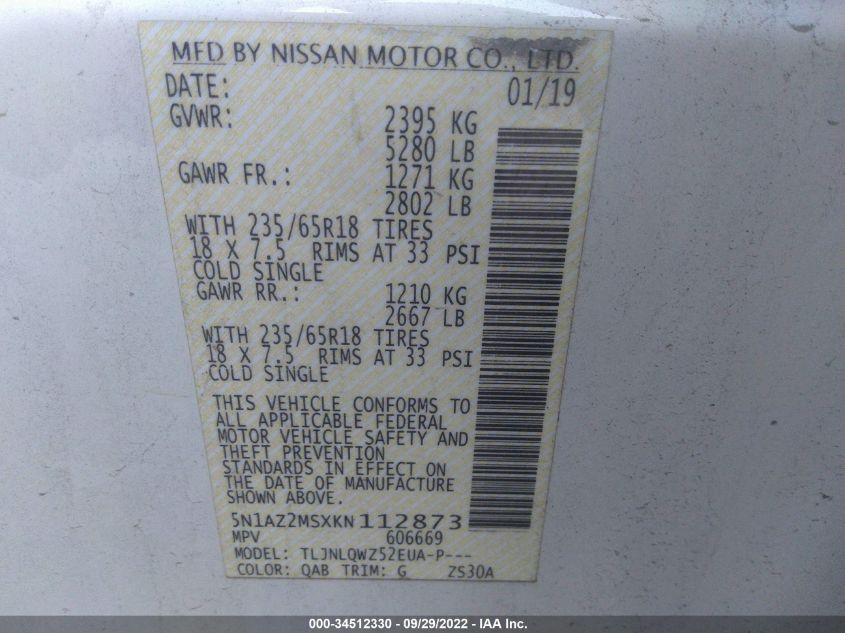 MFD BY NISSAN MOTOR CO., LTD.
DATE: 01/19
GVWR: 2395 KG
5280 LB
GAWR FR.: 1271 KG
2802 LB
WITH 235/65R18 TIRES
18 X 7.5 RIMS AT 33 PSI
COLD SINGLE
GAWR RR.: 1210 KG
2667 LB
WITH 235/65R18 TIRES
18 X 7.5 RIMS AT 33 PSI
COLD SINGLE
THIS VEHICLE CONFORMS TO
ALL APPLICABLE FEDERAL
MOTOR VEHICLE SAFETY AND
THEFT PREVENTION
STANDARDS IN EFFECT ON
THE DATE OF MANUFACTURE
SHOWN ABOVE.
5N1AZ2MSXKN112873
MPV 606669
MODEL: TLJNLQWZ52EUA-P---
COLOR: QAB TRIM: G ZS30A
000-34512330 - 09/29/2022 - IAA Inc.